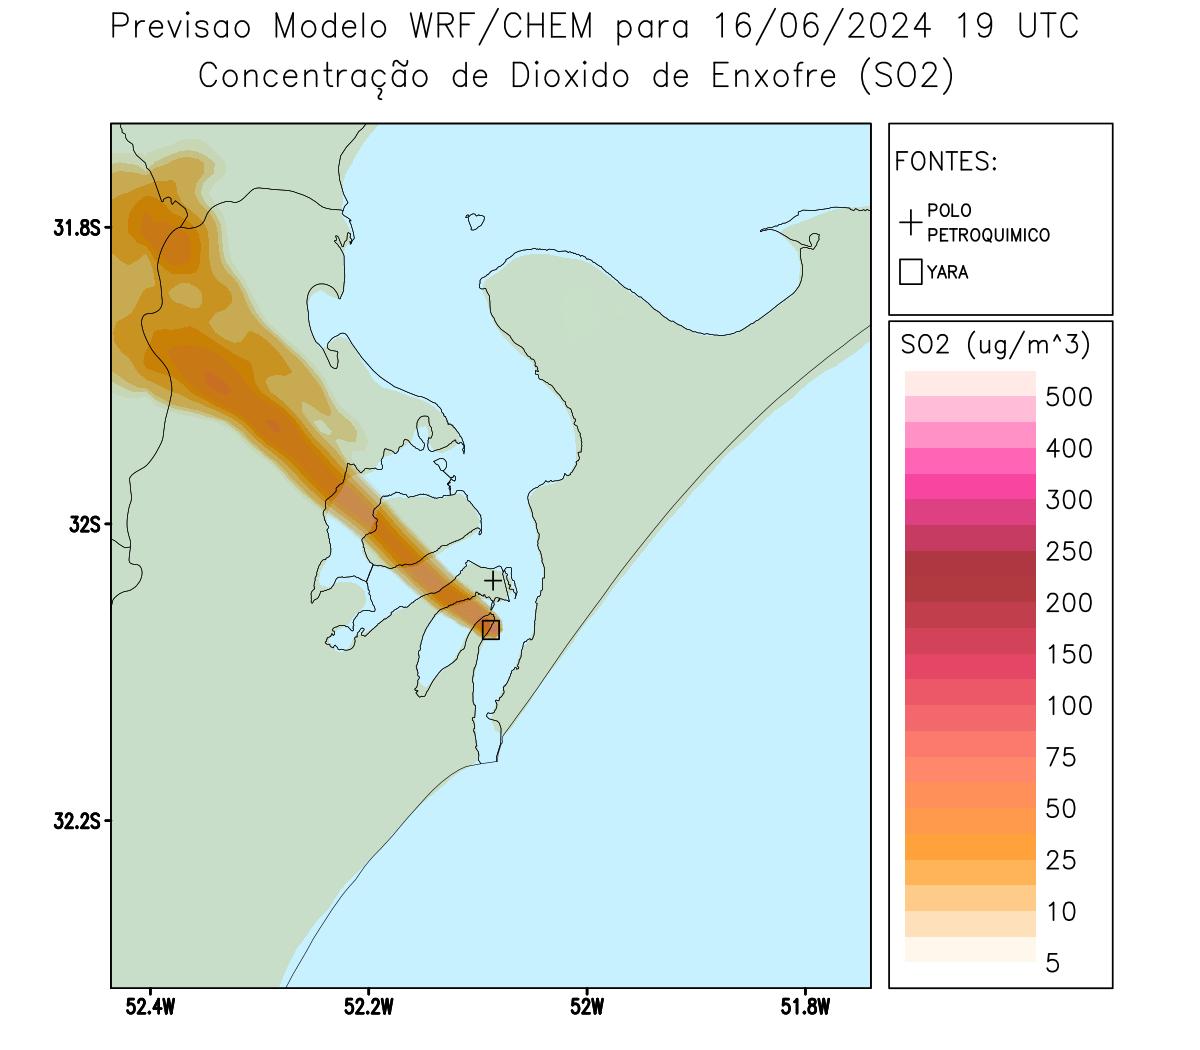 Previsao Modelo WRF/CHEM para 16/06/2024 19 UTC
Concentração de Dioxido de Enxofre (SO2)
FONTES:
POLO
PETROQUIMICO
YARA
31.8S
32S
32.2S
52.4W
52.2W
52W
51.8W
SO2 (ug/m^3)
500
400
300
250
200
150
100
75
50
25
10
5